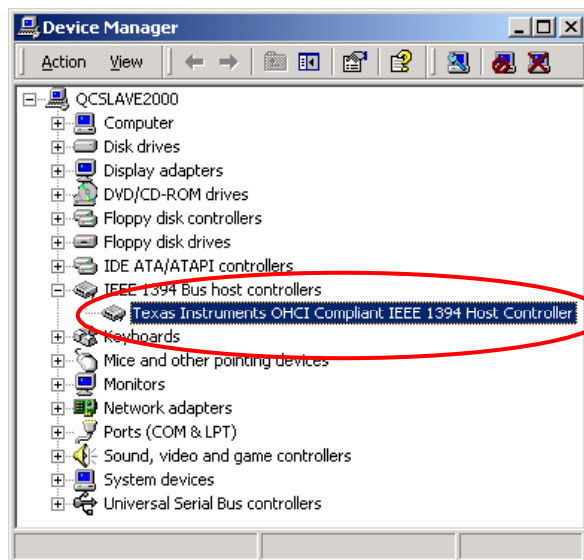 Device Manager
Action View
QCSLAVE2000
Computer
Disk drives
Display adapters
DVD/CD-ROM drives
Floppy disk controllers
Floppy disk drives
IDE ATA/ATAPI controllers
IEEE 1394 Bus host controllers
Texas Instruments OHCI Compliant IEEE 1394 Host Controller
Keyboards
Mice and other pointing devices
Monitors
Network adapters
Ports (COM & LPT)
Sound, video and game controllers
System devices
Universal Serial Bus controllers